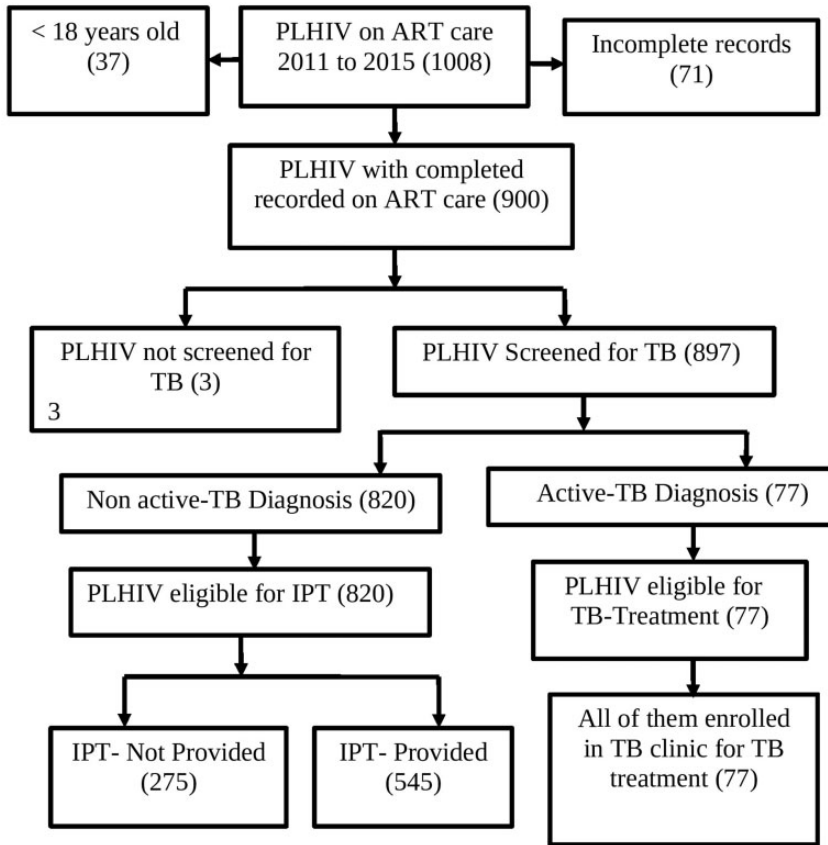 < 18 years old
(37)
PLHIV on ART care
2011 to 2015 (1008)
Incomplete records
(71)
PLHIV with completed
recorded on ART care (900)
PLHIV not screened for
TB (3)
3
PLHIV Screened for TB (897)
Non active-TB Diagnosis (820)
Active-TB Diagnosis (77)
PLHIV eligible for IPT (820)
PLHIV eligible for
TB-Treatment (77)
IPT- Not Provided
(275)
IPT- Provided
(545)
All of them enrolled
in TB clinic for TB
treatment (77)